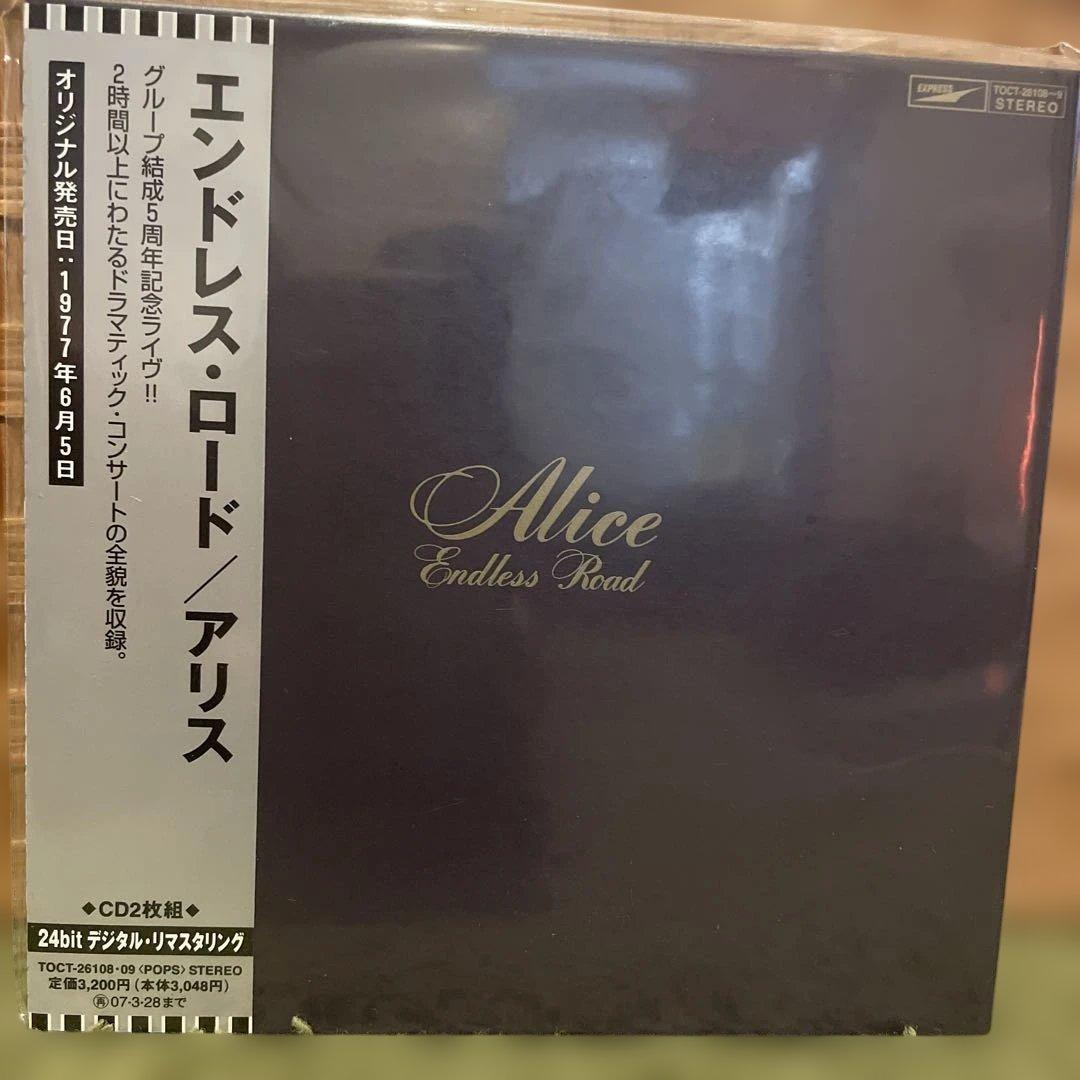 エンドレス・ロード／アリス
グループ結成5周年記念ライヴ!!
2時間以上にわたるドラマティック・コンサートの全貌を収録。
オリジナル発売日：1977年6月5日
◆CD2枚組◆
24bit デジタル・リマスタリング
TOCT-26108・09〈POPS〉STEREO
定価3,200円（本体3,048円）
㊢07・3・28まで
EXPRESS
TOCT-26108〜9
STEREO
Alice
Endless Road